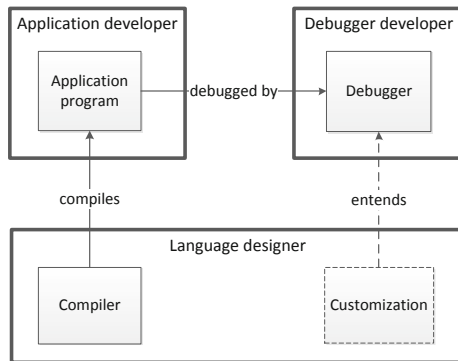 Application developer
Debugger developer
Application
program
debugged by
Debugger
compiles
entends
Language designer
Compiler
Customization